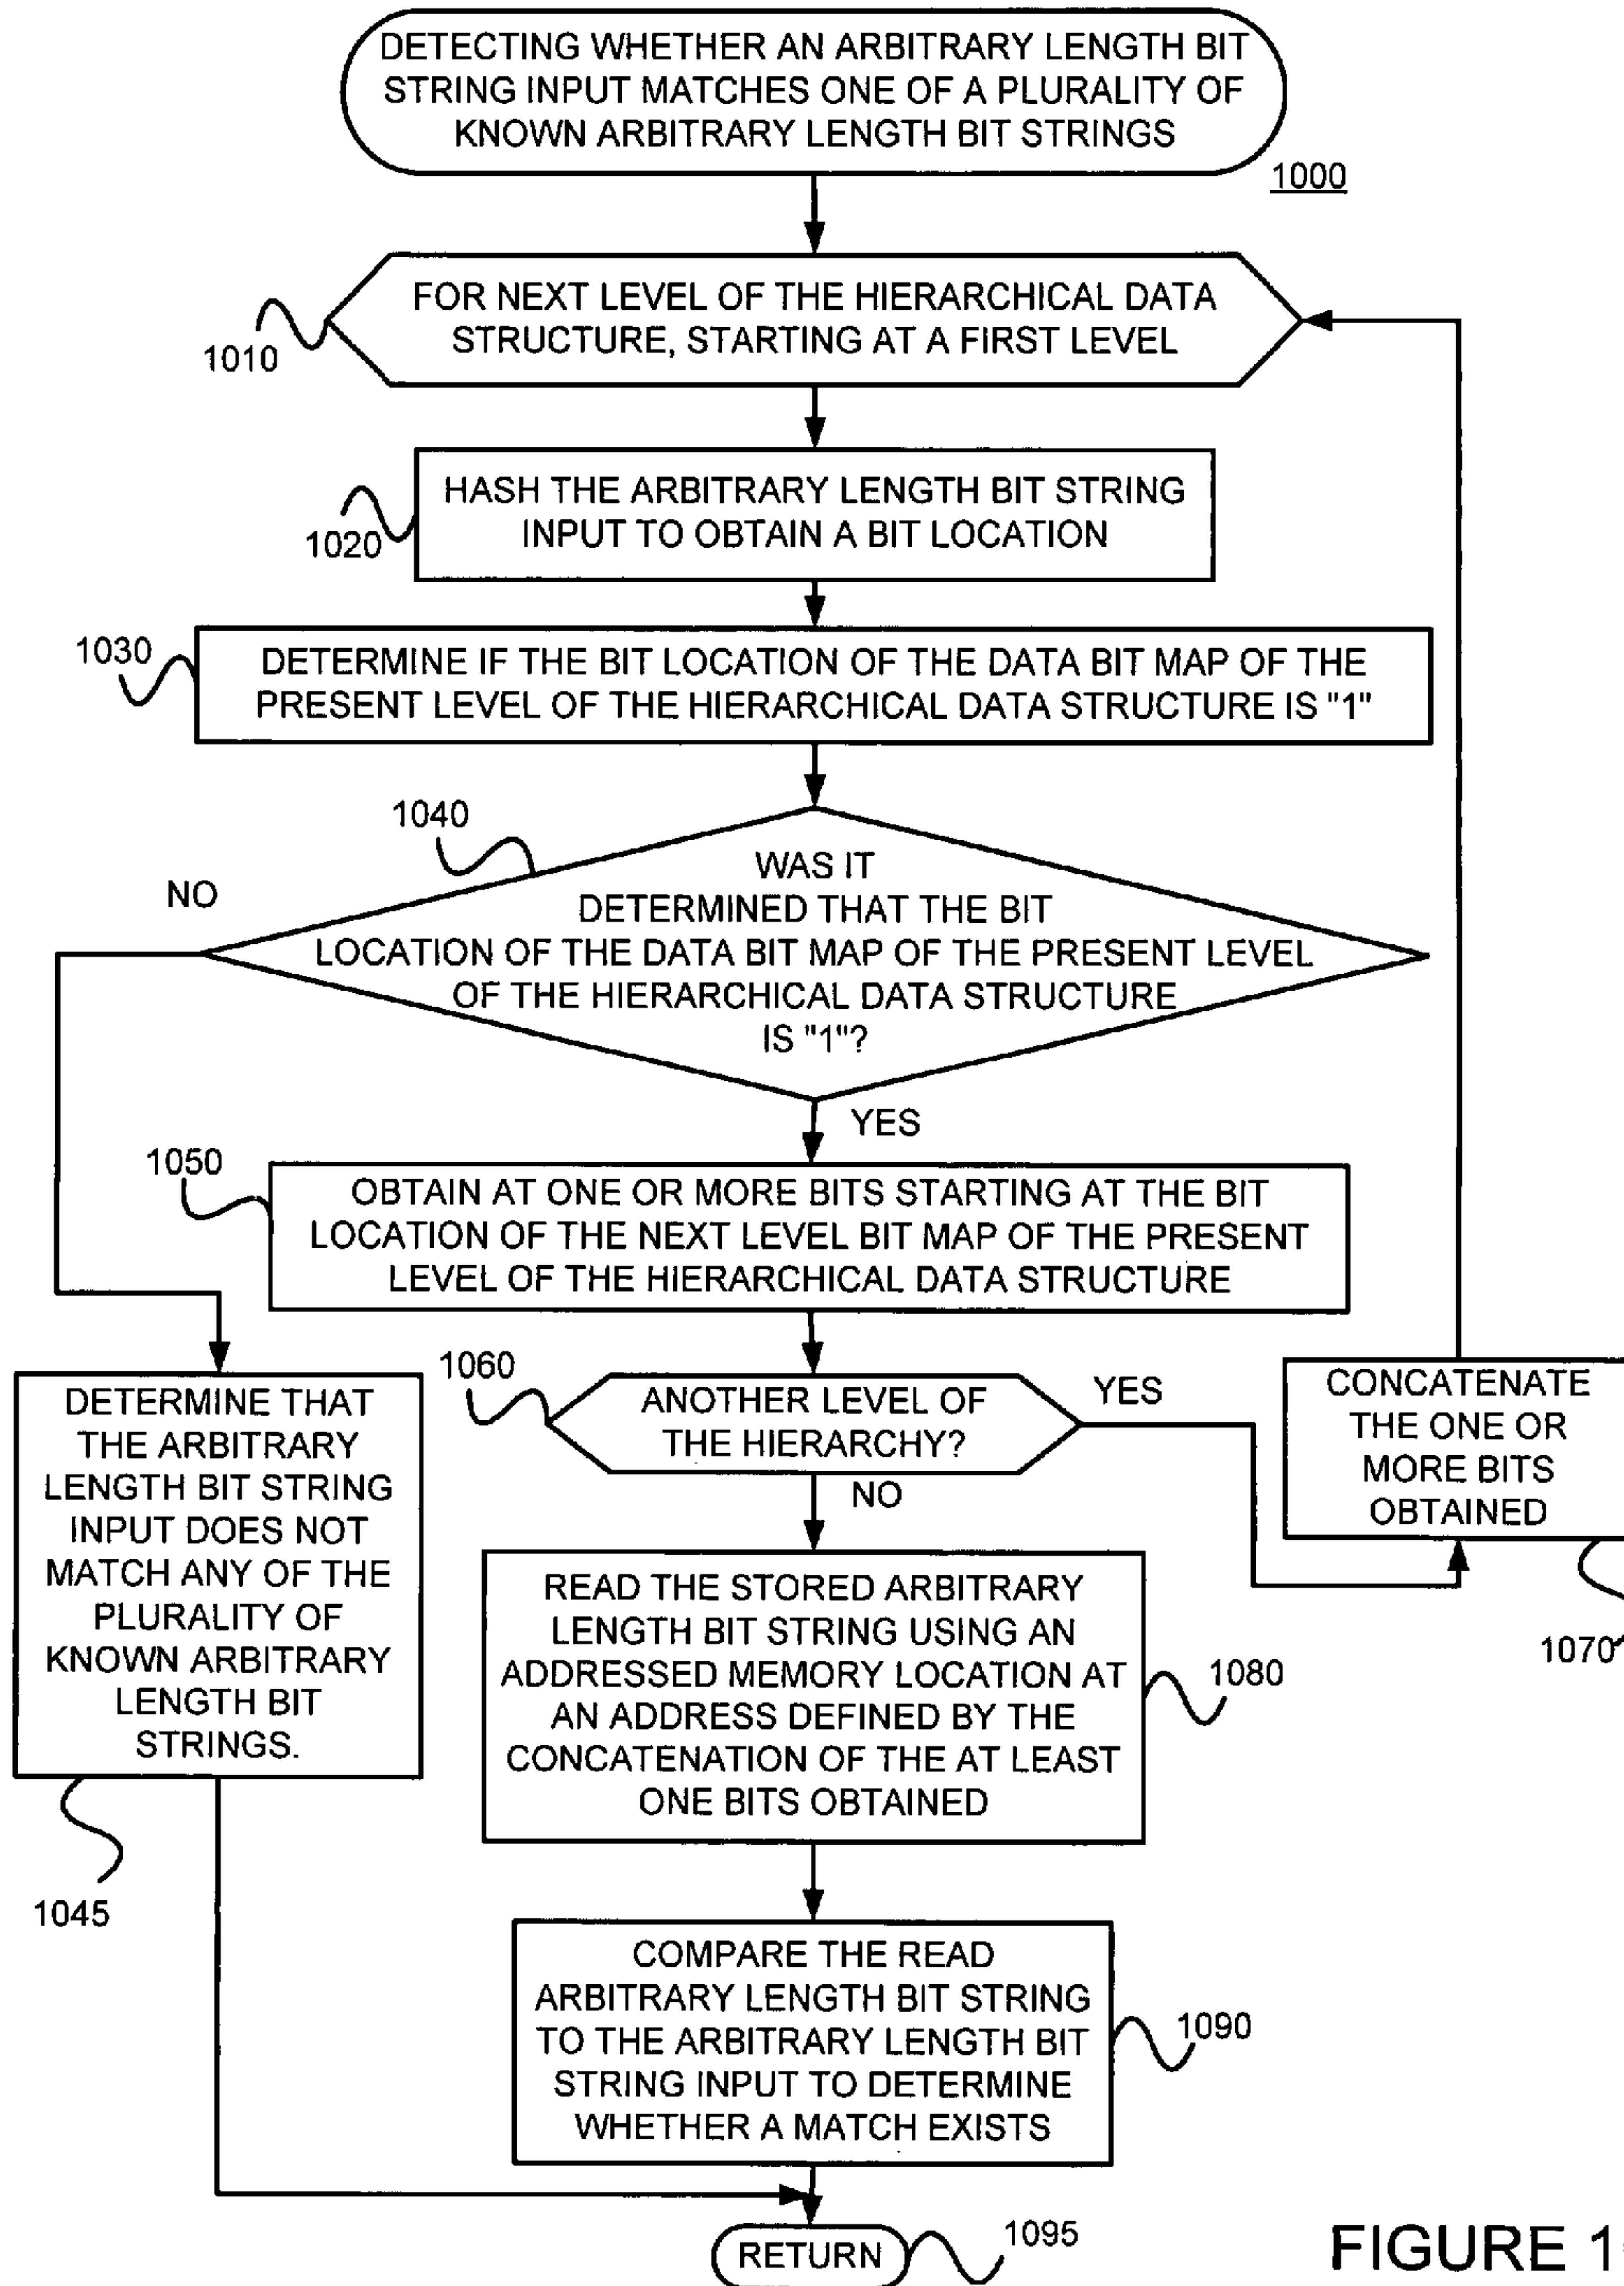 DETECTING WHETHER AN ARBITRARY LENGTH BIT
STRING INPUT MATCHES ONE OF A PLURALITY OF
KNOWN ARBITRARY LENGTH BIT STRINGS
1000
FOR NEXT LEVEL OF THE HIERARCHICAL DATA
STRUCTURE, STARTING AT A FIRST LEVEL
1010
HASH THE ARBITRARY LENGTH BIT STRING
INPUT TO OBTAIN A BIT LOCATION
1020
1030
DETERMINE IF THE BIT LOCATION OF THE DATA BIT MAP OF THE
PRESENT LEVEL OF THE HIERARCHICAL DATA STRUCTURE IS "1"
1040
NO
WAS IT
DETERMINED THAT THE BIT
LOCATION OF THE DATA BIT MAP OF THE PRESENT LEVEL
OF THE HIERARCHICAL DATA STRUCTURE
IS "1"?
YES
1050
OBTAIN AT ONE OR MORE BITS STARTING AT THE BIT
LOCATION OF THE NEXT LEVEL BIT MAP OF THE PRESENT
LEVEL OF THE HIERARCHICAL DATA STRUCTURE
1060
ANOTHER LEVEL OF
THE HIERARCHY?
YES
NO
CONCATENATE
THE ONE OR
MORE BITS
OBTAINED
1070
DETERMINE THAT
THE ARBITRARY
LENGTH BIT STRING
INPUT DOES NOT
MATCH ANY OF THE
PLURALITY OF
KNOWN ARBITRARY
LENGTH BIT
STRINGS.
1045
READ THE STORED ARBITRARY
LENGTH BIT STRING USING AN
ADDRESSED MEMORY LOCATION AT
AN ADDRESS DEFINED BY THE
CONCATENATION OF THE AT LEAST
ONE BITS OBTAINED
1080
COMPARE THE READ
ARBITRARY LENGTH BIT STRING
TO THE ARBITRARY LENGTH BIT
STRING INPUT TO DETERMINE
WHETHER A MATCH EXISTS
1090
RETURN
1095
FIGURE